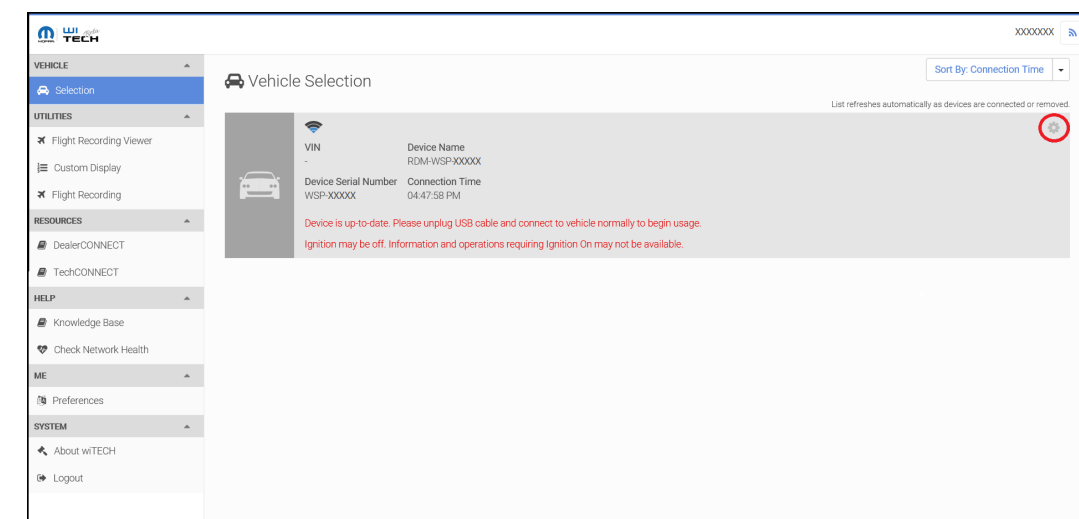 MOPAR WI TECH Beta
XXXXXXX
VEHICLE
Selection
UTILITIES
Flight Recording Viewer
Custom Display
Flight Recording
RESOURCES
DealerCONNECT
TechCONNECT
HELP
Knowledge Base
Check Network Health
ME
Preferences
SYSTEM
About wiTECH
Logout
Vehicle Selection
Sort By: Connection Time
List refreshes automatically as devices are connected or removed.
VIN Device Name
- RDM-WSP-XXXXX
Device Serial Number Connection Time
WSP-XXXXX 04:47:58 PM
Device is up-to-date. Please unplug USB cable and connect to vehicle normally to begin usage.
Ignition may be off. Information and operations requiring Ignition On may not be available.